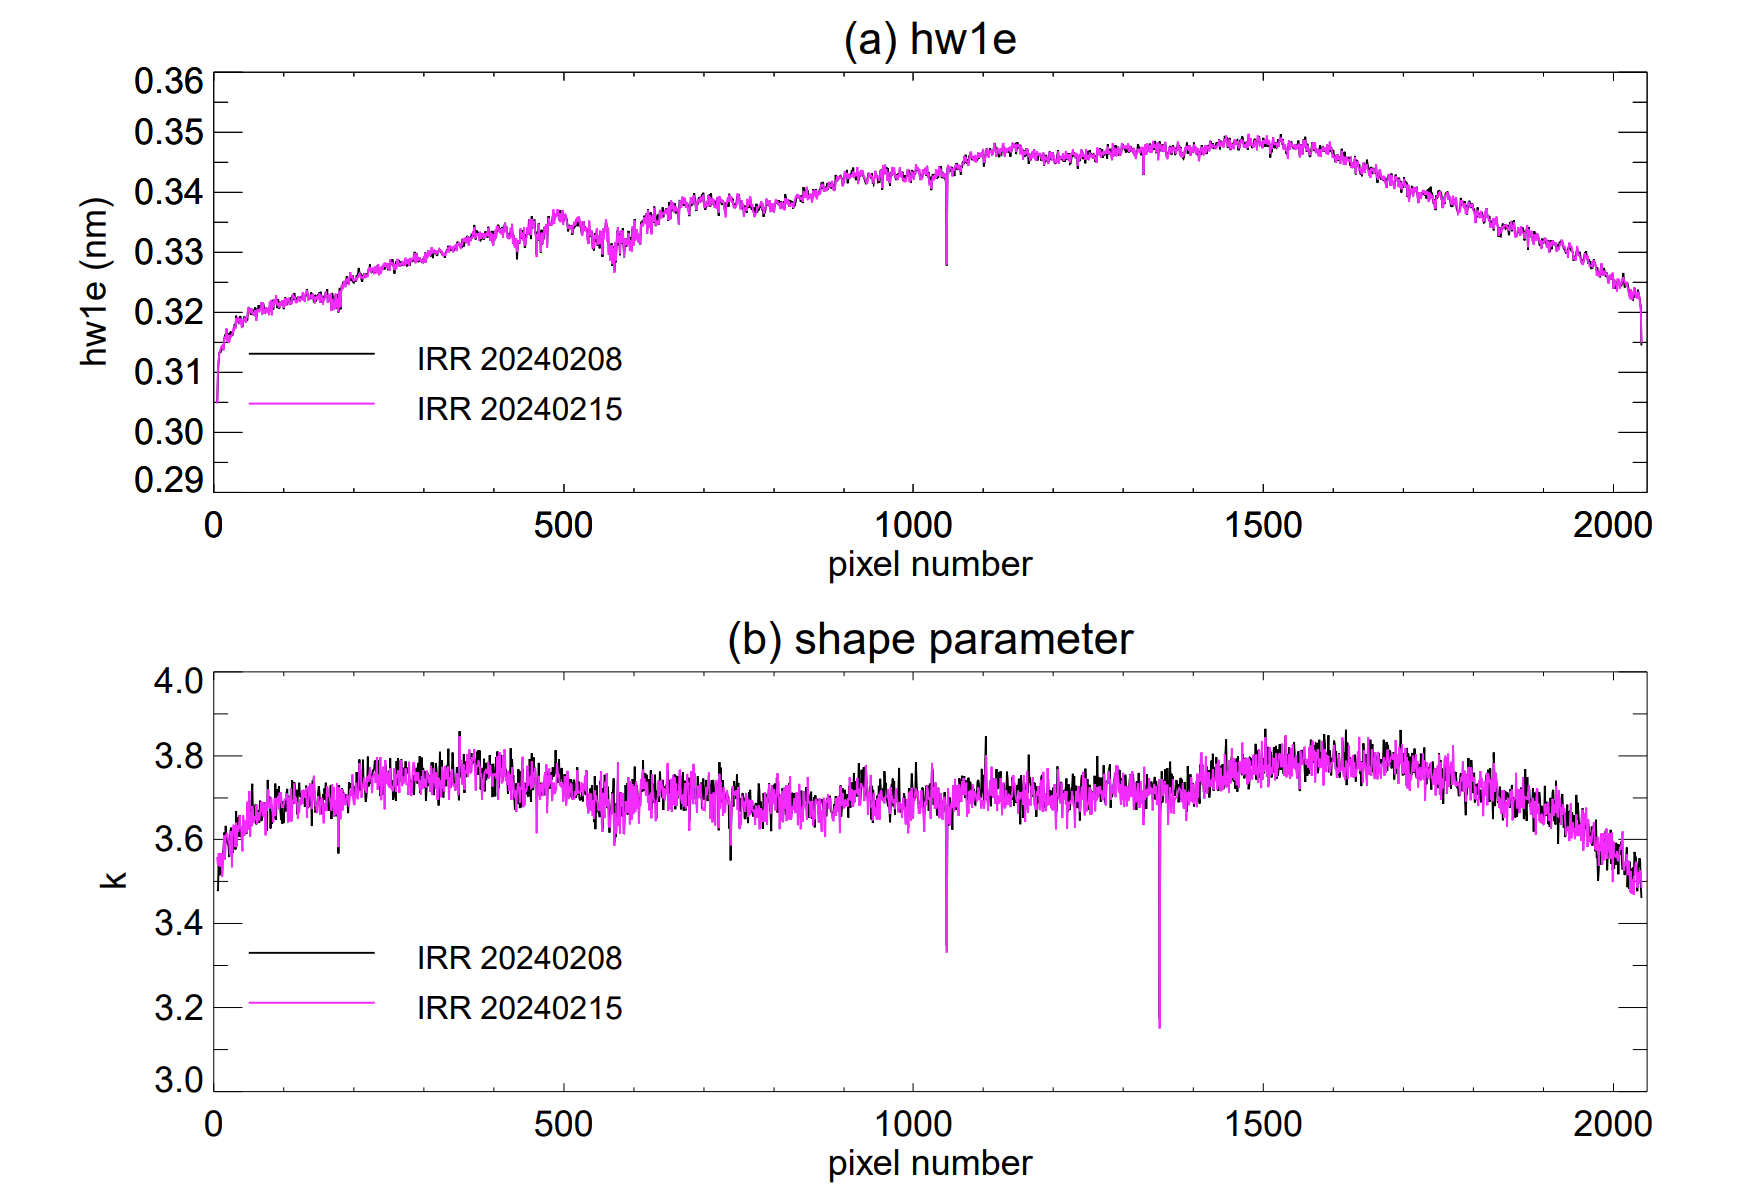 (a) hw1e
0.36
0.35
0.34
0.33
0.32
0.31
0.30
0.29
hw1e (nm)
IRR 20240208
IRR 20240215
0 500 1000 1500 2000
pixel number
(b) shape parameter
4.0
3.8
3.6
3.4
3.2
3.0
k
IRR 20240208
IRR 20240215
0 500 1000 1500 2000
pixel number